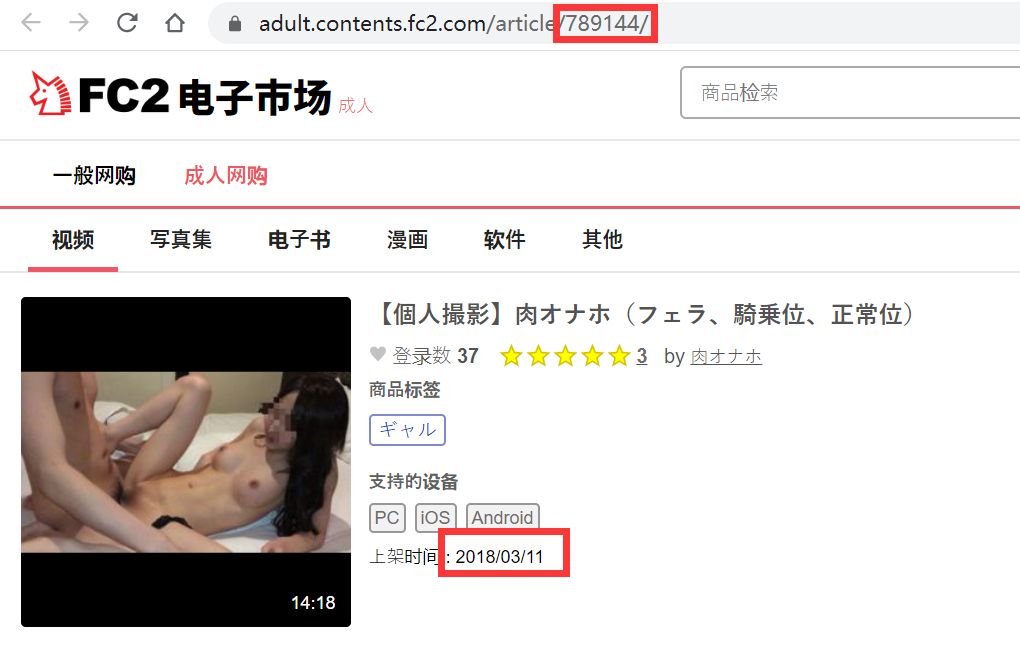 adult.contents.fc2.com/article/789144/
FC2 电子市场 成人
商品检索
一般网购 成人网购
视频 写真集 电子书 漫画 软件 其他
【個人撮影】肉オナホ（フェラ、騎乗位、正常位）
登录数 37 3 by 肉オナホ
商品标签
ギャル
支持的设备
PC iOS Android
上架时间 : 2018/03/11
14:18